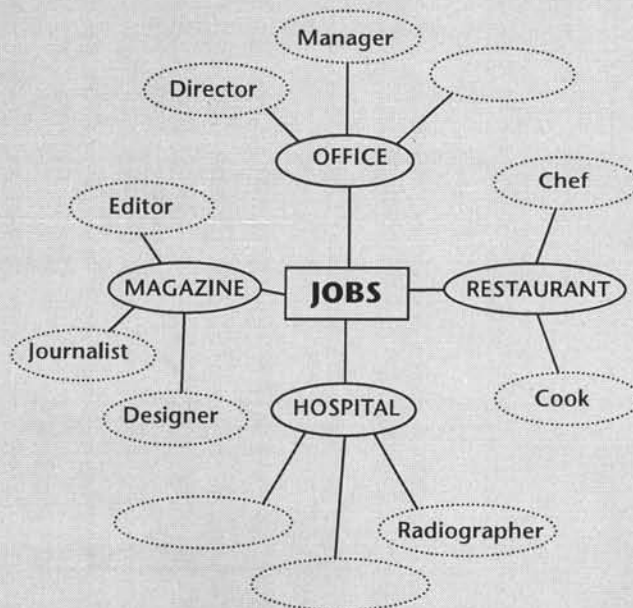 Manager
Director
OFFICE
Chef
Editor
MAGAZINE
JOBS
RESTAURANT
Journalist
Designer
HOSPITAL
Cook
Radiographer